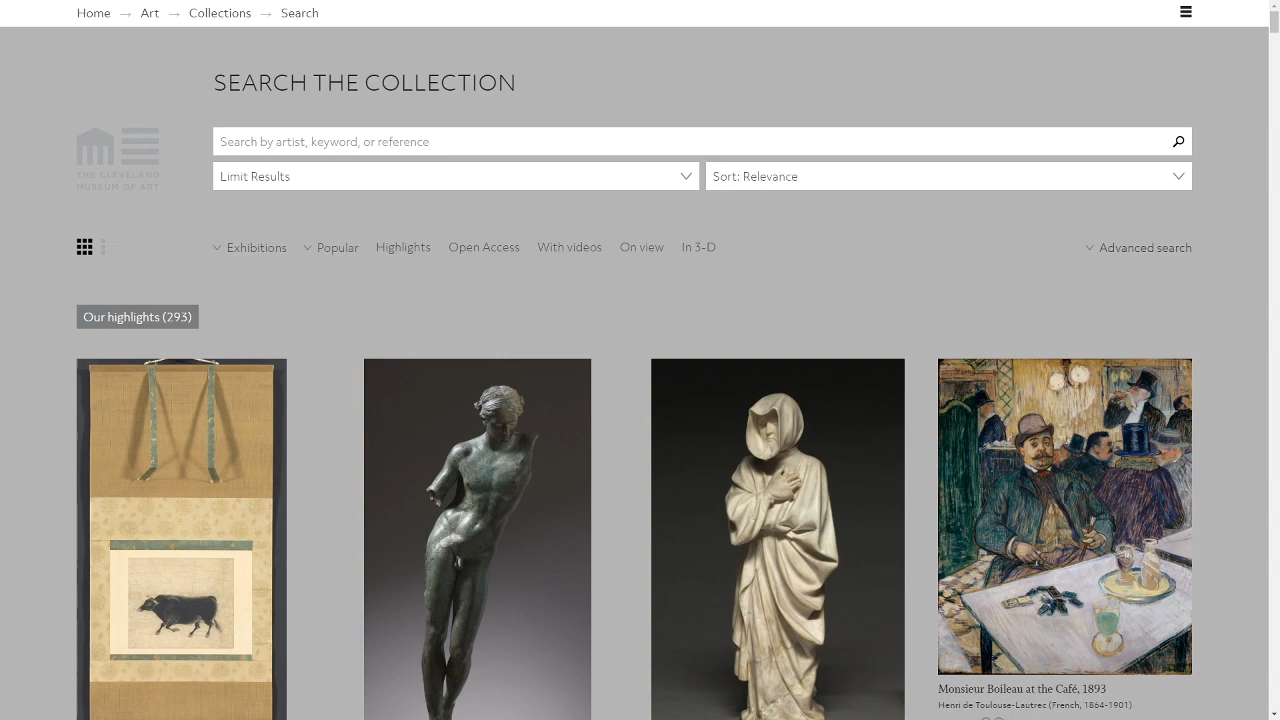 Home → Art → Collections → Search
SEARCH THE COLLECTION
Search by artist, keyword, or reference
THE CLEVELAND
MUSEUM OF ART
Limit Results
Sort: Relevance
Exhibitions
Popular
Highlights
Open Access
With videos
On view
In 3-D
Advanced search
Our highlights (293)
Monsieur Boileau at the Café, 1893
Henri de Toulouse-Lautrec (French, 1864-1901)